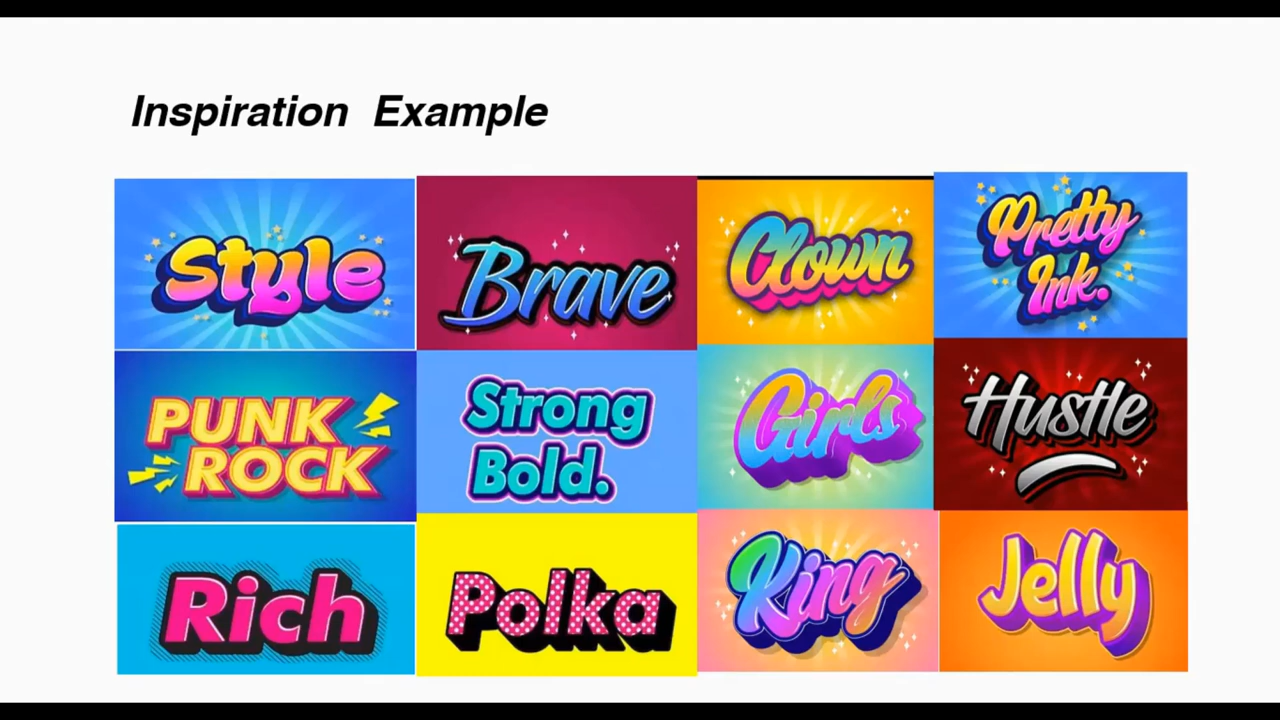 Inspiration Example
Style
Brave
Clown
Pretty
Ink.
PUNK
ROCK
Strong
Bold.
Girls
Hustle
Rich
Polka
King
Jelly